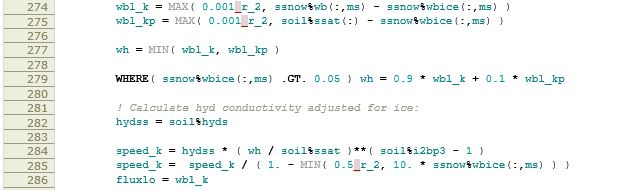 274 wbl_k = MAX( 0.001_r_2, ssnow%wb(:,ms) - ssnow%wbice(:,ms) )
275 wbl_kp = MAX( 0.001_r_2, soil%ssat(:) - ssnow%wbice(:,ms) )
276
277 wh = MIN( wbl_k, wbl_kp )
278
279 WHERE( ssnow%wbice(:,ms) .GT. 0.05 ) wh = 0.9 * wbl_k + 0.1 * wbl_kp
280
281 ! Calculate hyd conductivity adjusted for ice:
282 hydss = soil%hyds
283
284 speed_k = hydss * ( wh / soil%ssat )**( soil%i2bp3 - 1 )
285 speed_k =  speed_k / ( 1. - MIN( 0.5_r_2, 10. * ssnow%wbice(:,ms) ) )
286 fluxlo = wbl_k